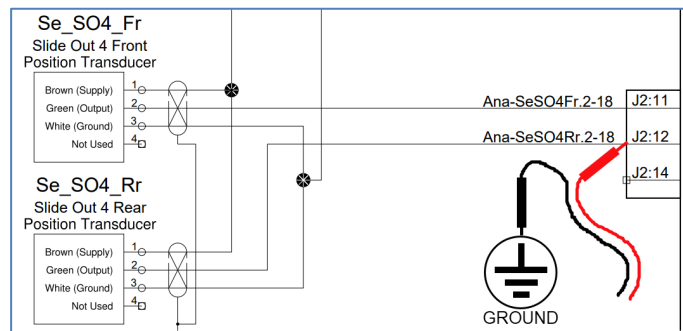 Se_SO4_Fr
Slide Out 4 Front
Position Transducer
Brown (Supply) 1
Green (Output) 2
White (Ground) 3
Not Used 4
Ana-SeSO4Fr.2-18 J2:11
Ana-SeSO4Rr.2-18 J2:12
J2:14
Se_SO4_Rr
Slide Out 4 Rear
Position Transducer
Brown (Supply) 1
Green (Output) 2
White (Ground) 3
Not Used 4
GROUND